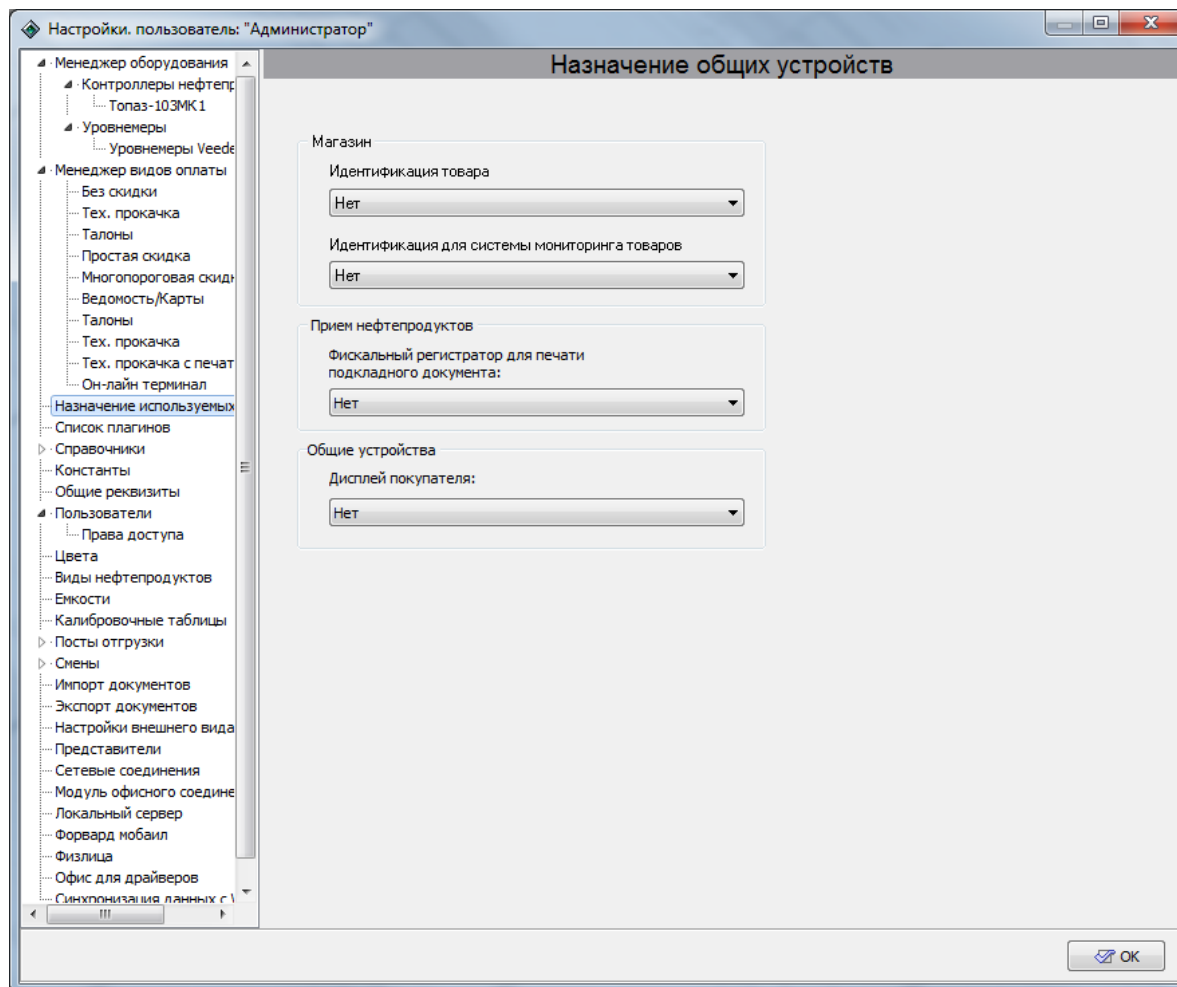 Настройки. пользователь: "Администратор"
Менеджер оборудования
Контроллеры нефтепр
Топаз-103МК1
Уровнемеры
Уровнемеры Veede
Менеджер видов оплаты
Без скидки
Тех. прокачка
Талоны
Простая скидка
Многопороговая скидк
Ведомость/Карты
Талоны
Тех. прокачка
Тех. прокачка с печат
Он-лайн терминал
Назначение используемых
Список плагинов
Справочники
Константы
Общие реквизиты
Пользователи
Права доступа
Цвета
Виды нефтепродуктов
Емкости
Калибровочные таблицы
Посты отгрузки
Смены
Импорт документов
Экспорт документов
Настройки внешнего вида
Представители
Сетевые соединения
Модуль офисного соедине
Локальный сервер
Форвард мобаил
Физлица
Офис для драйверов
Синхронизация данных с
Назначение общих устройств
Магазин
Идентификация товара
Нет
Идентификация для системы мониторинга товаров
Нет
Прием нефтепродуктов
Фискальный регистратор для печати
подкладного документа:
Нет
Общие устройства
Дисплей покупателя:
Нет
OK